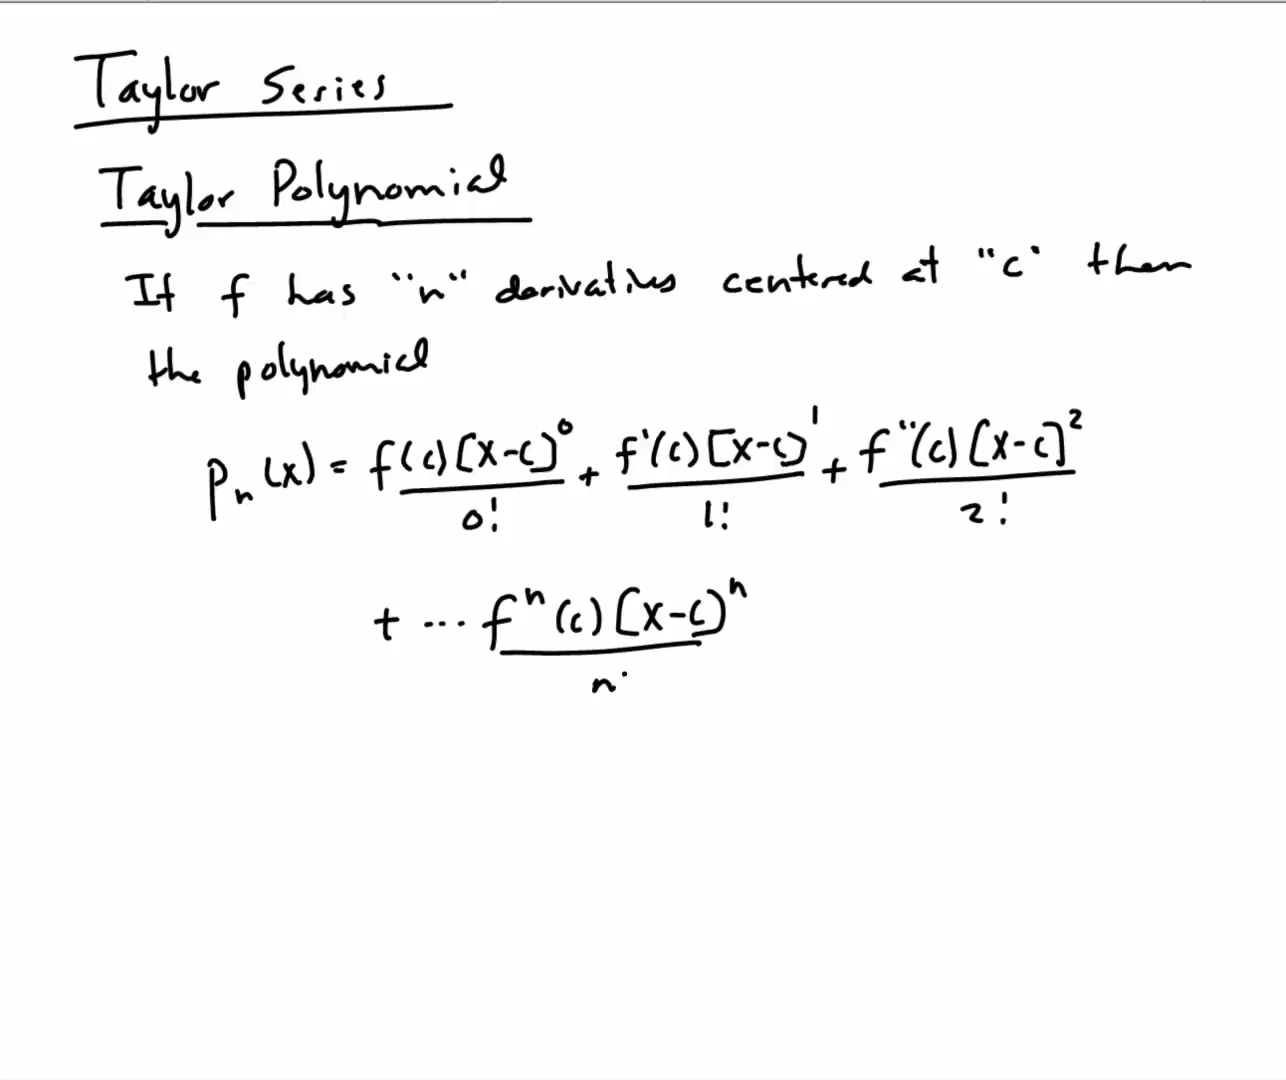 Taylor Series
Taylor Polynomial
If f has "n" derivatives centered at "c" then
the polynomial
pₙ(x) = f(c)[x-c]⁰/0! + f'(c)[x-c]¹/1! + f''(c)[x-c]²/2!
+ ... fⁿ(c)[x-c]ⁿ/n